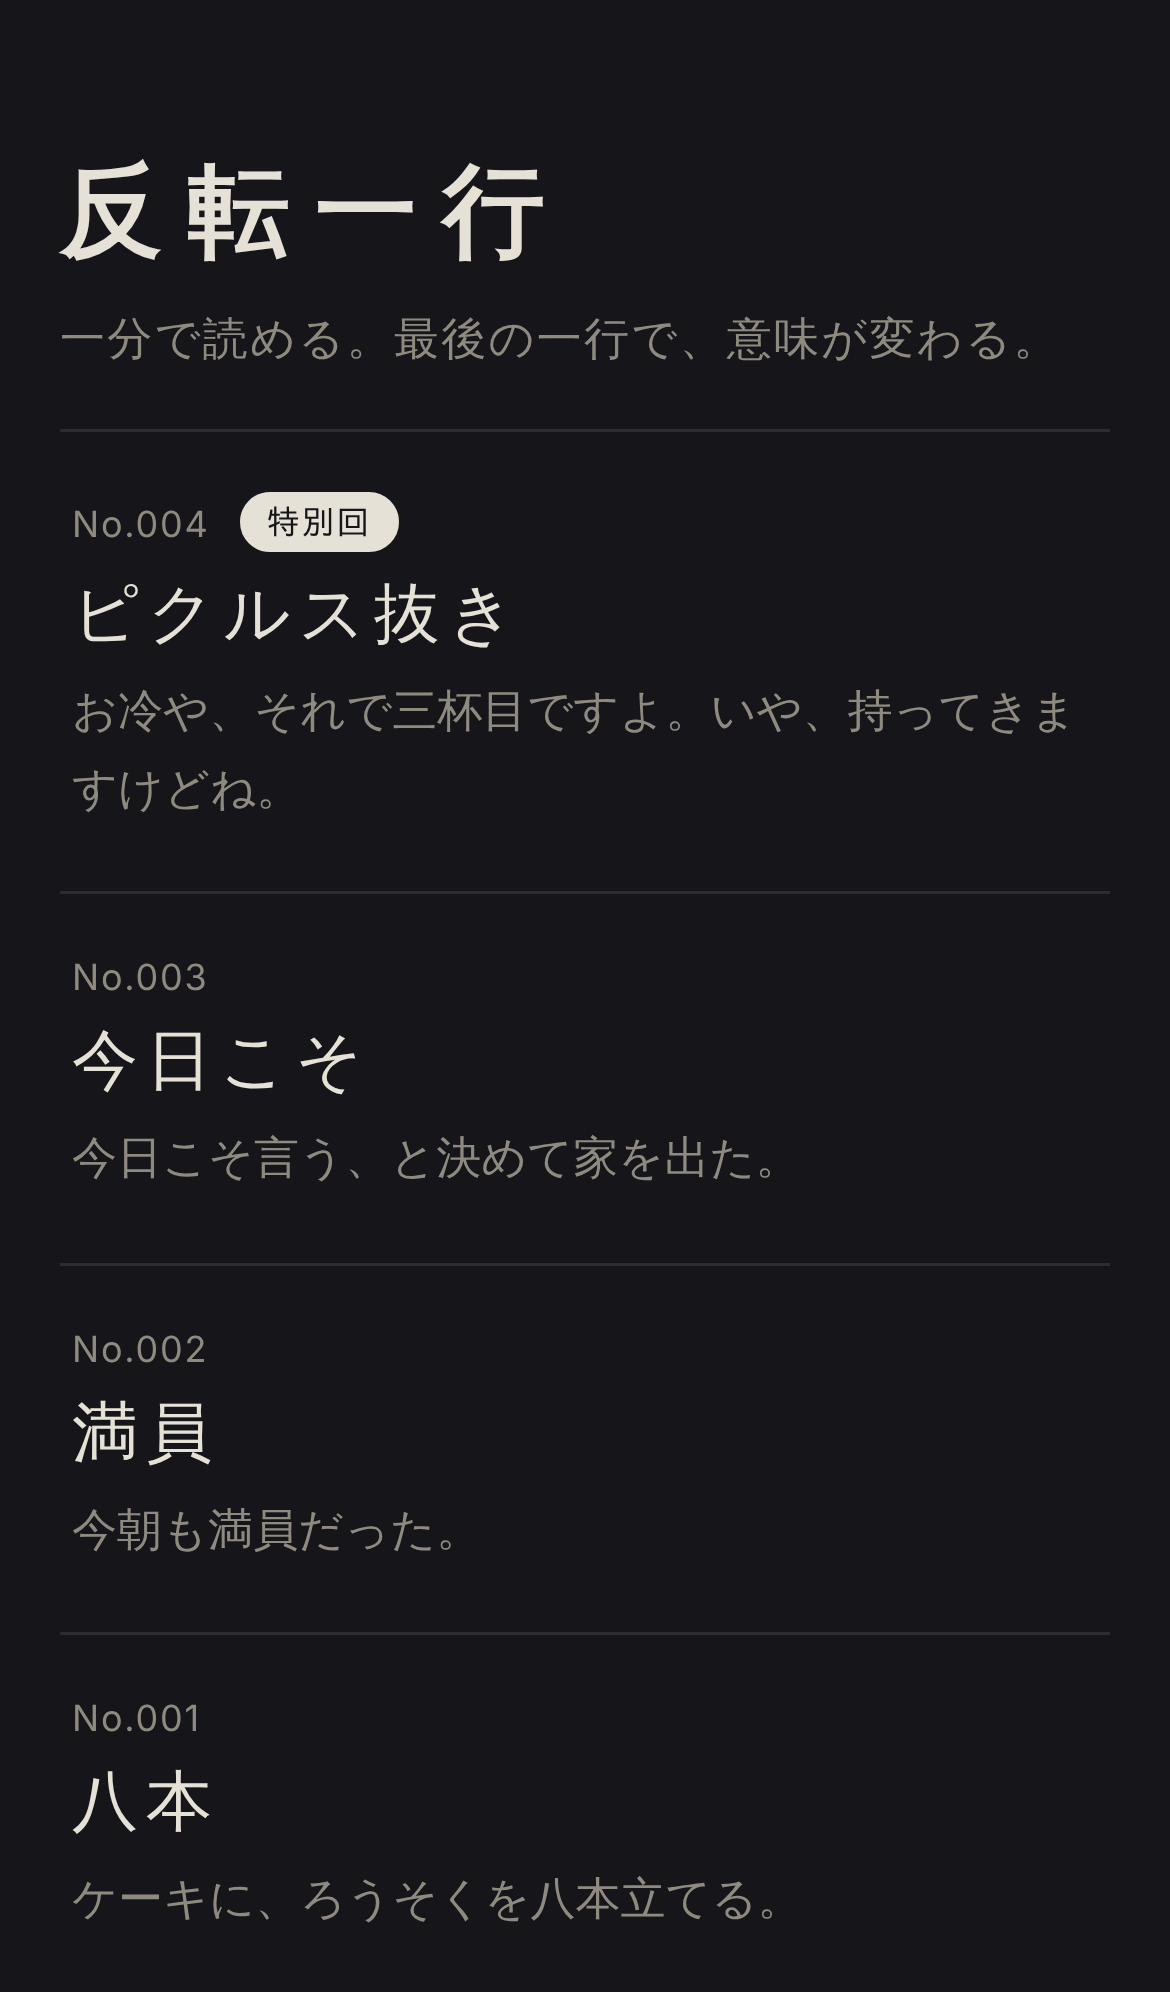 反転一行
一分で読める。最後の一行で、意味が変わる。
No.004 特別回
ピクルス抜き
お冷や、それで三杯目ですよ。いや、持ってきま
すけどね。
No.003
今日こそ
今日こそ言う、と決めて家を出た。
No.002
満員
今朝も満員だった。
No.001
八本
ケーキに、ろうそくを八本立てる。